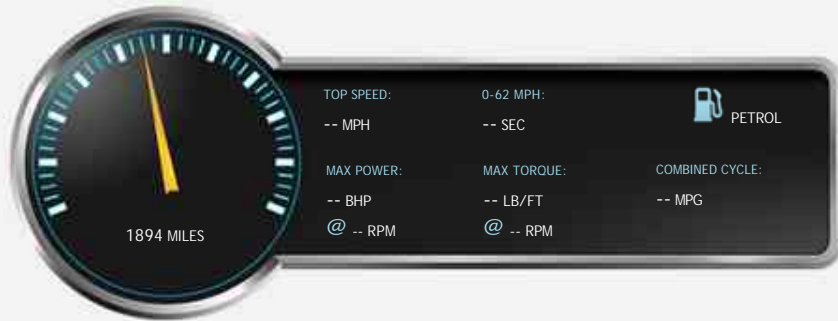 TOP SPEED:
-- MPH
0-62 MPH:
-- SEC
PETROL
MAX POWER:
-- BHP
@ -- RPM
MAX TORQUE:
-- LB/FT
@ -- RPM
COMBINED CYCLE:
-- MPG
1894 MILES